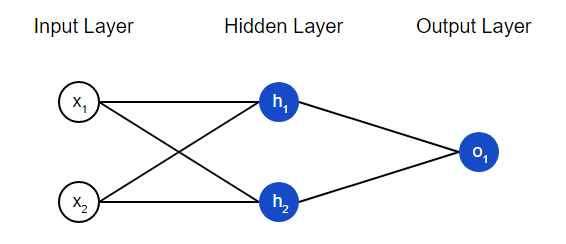 Input Layer Hidden Layer Output Layer
x₁ h₁
o₁
x₂ h₂